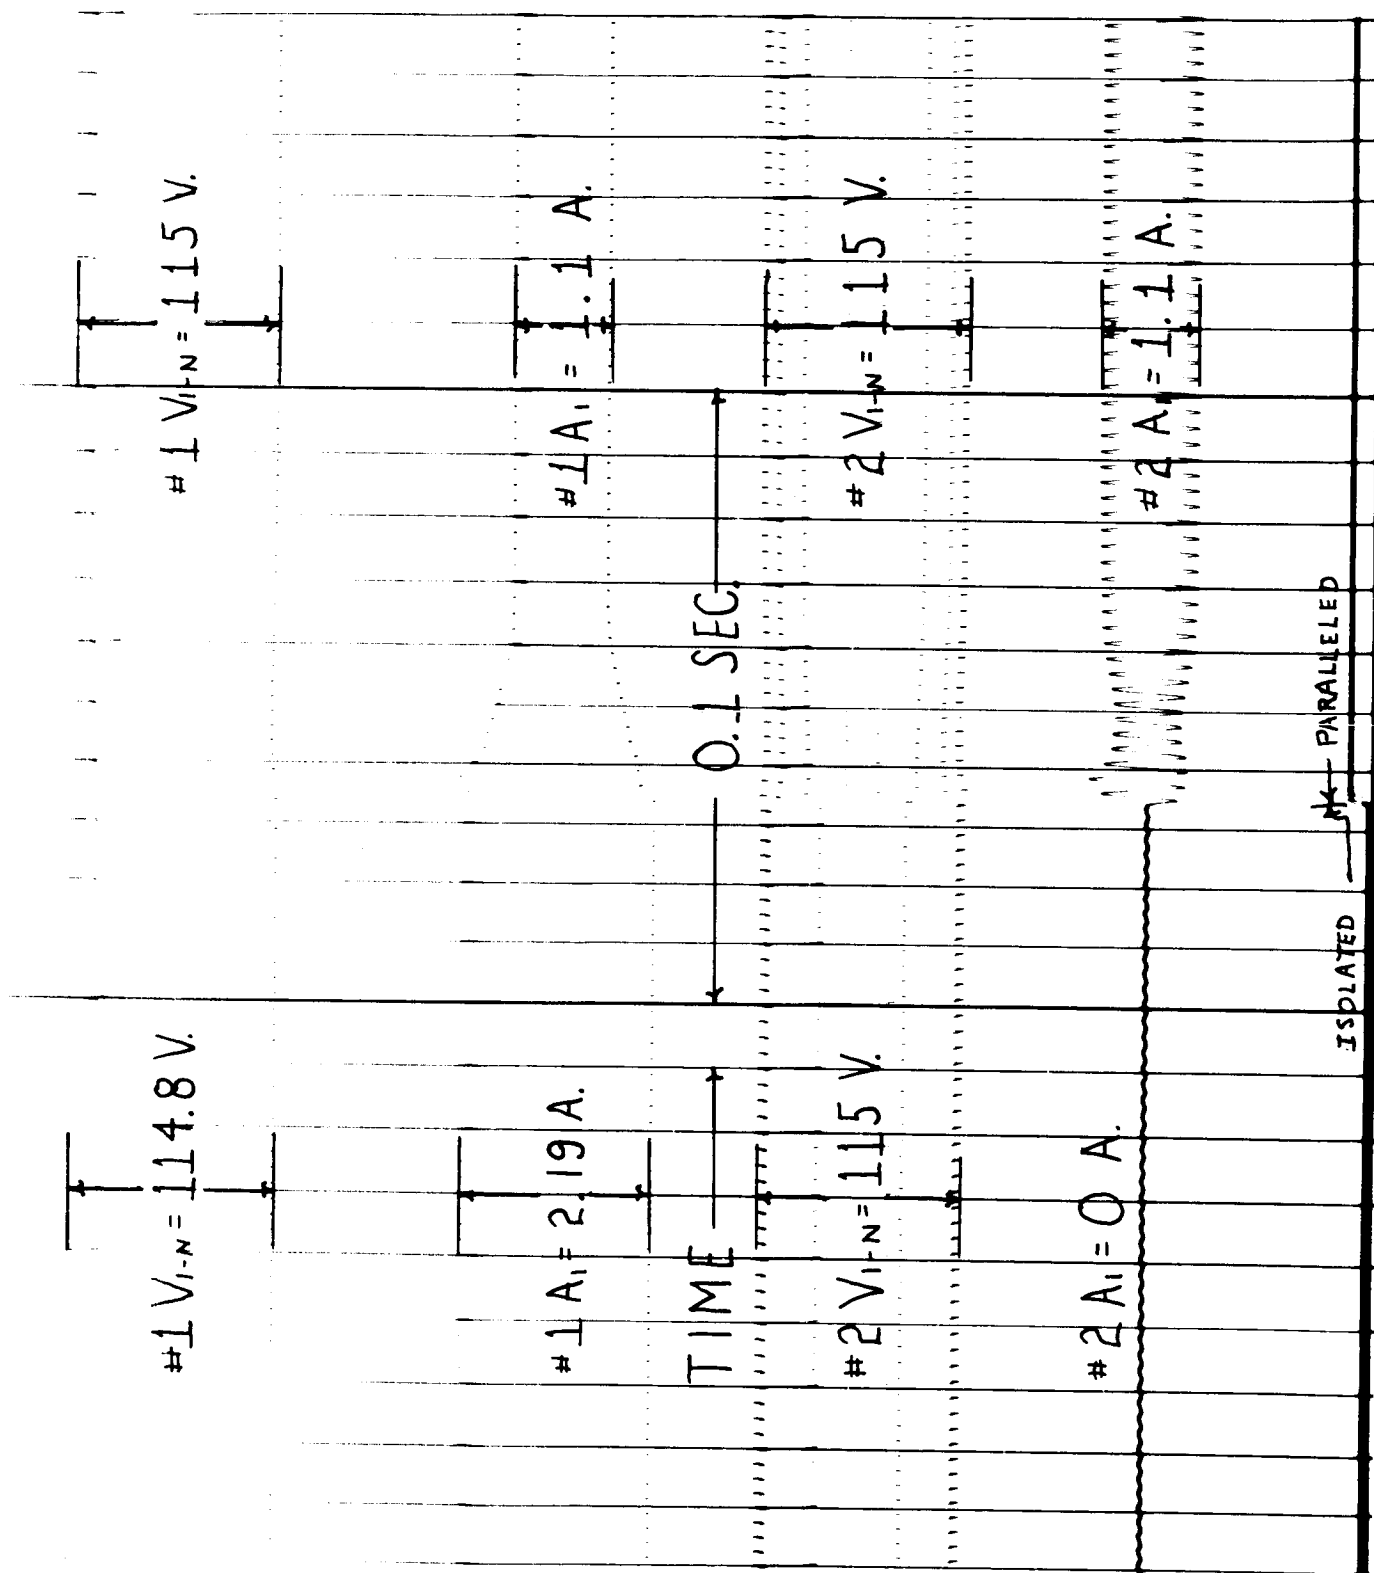 #1 V1-N = 114.8 V.
#1 V1-N = 115 V.
#1 A1 = 2.19 A.
#1 A1 = 1.1 A.
TIME
0.1 SEC.
#2 V1-N = 115 V.
#2 V1-N = 115 V.
#2 A1 = 0 A.
#2 A1 = 1.1 A.
ISOLATED
PARALLELED